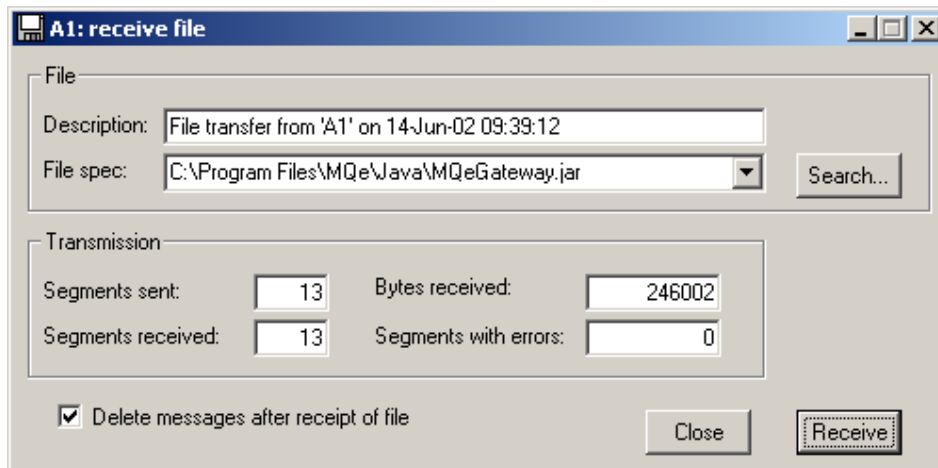 A1: receive file
File
Description: File transfer from 'A1' on 14-Jun-02 09:39:12
File spec: C:\Program Files\MQe\Java\MQeGateway.jar Search...
Transmission
Segments sent: 13 Bytes received: 246002
Segments received: 13 Segments with errors: 0
Delete messages after receipt of file Close Receive